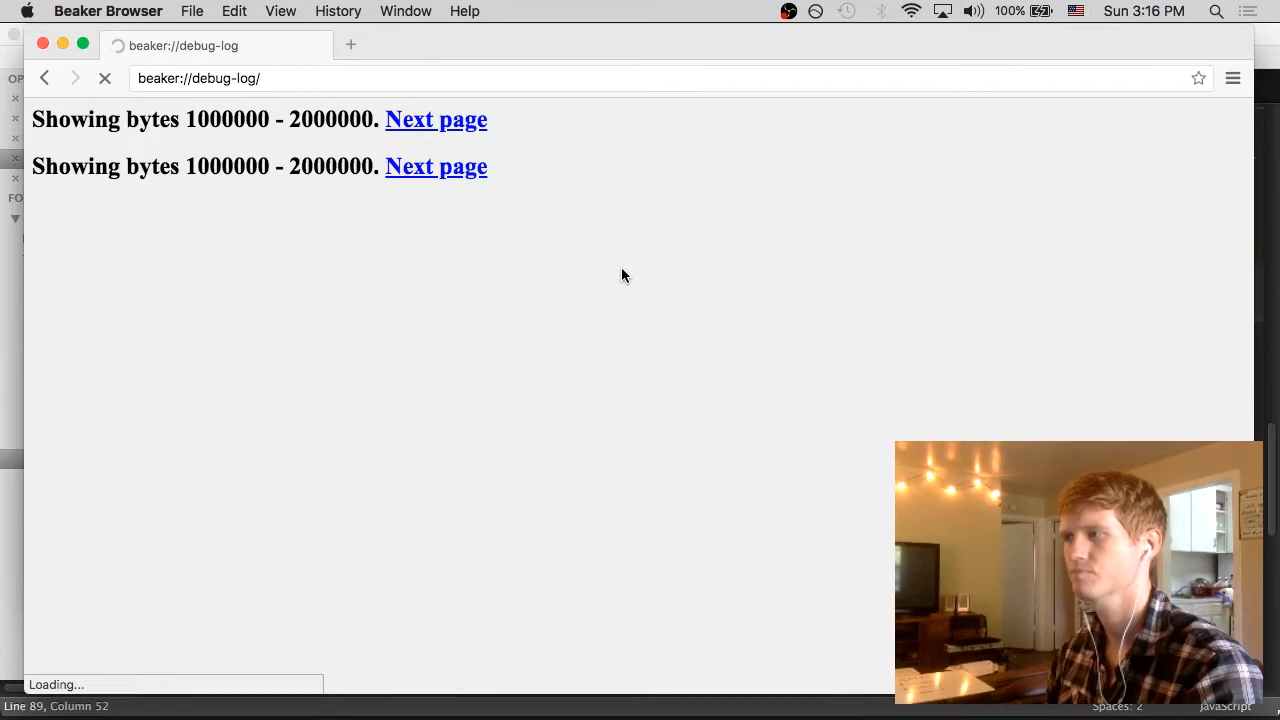 Beaker Browser File Edit View History Window Help 100% Sun 3:16 PM
beaker://debug-log
OP
beaker://debug-log/
Showing bytes 1000000 - 2000000. Next page
Showing bytes 1000000 - 2000000. Next page
FO
Loading...
Line 89, Column 52 Spaces: 2 JavaScript